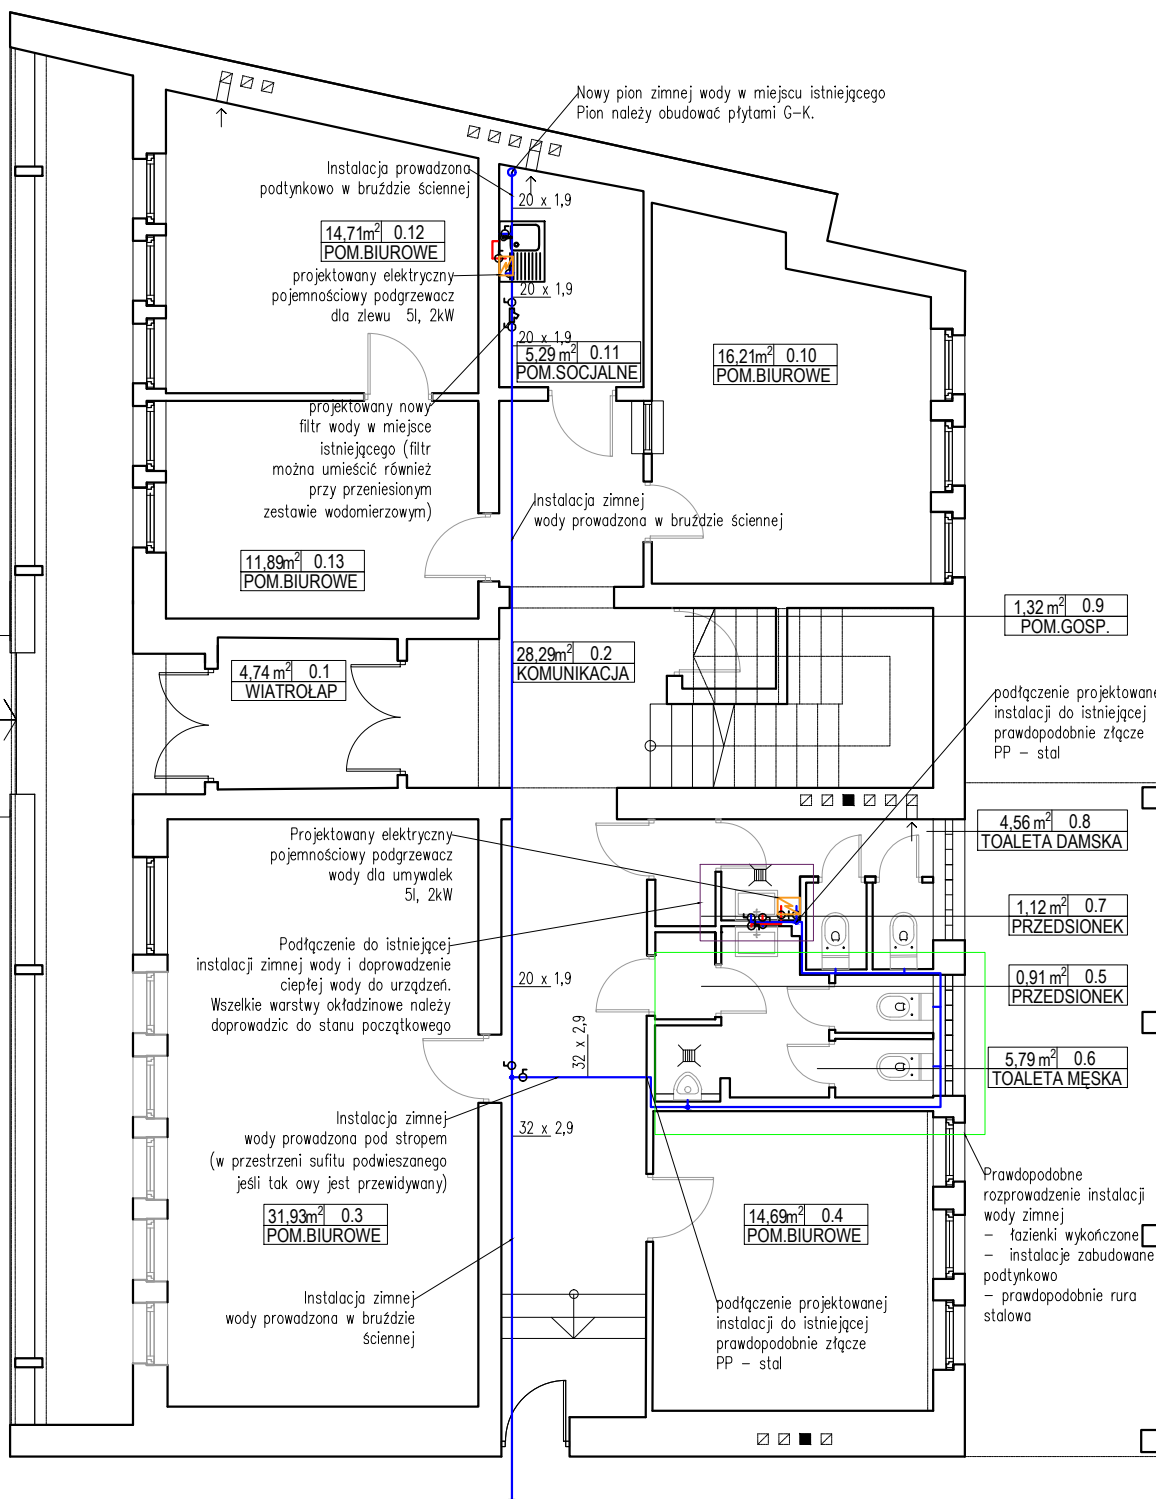 Nowy pion zimnej wody w miejscu istniejącego
Pion należy obudować płytami G-K.
Instalacja prowadzona
podtynkowo w bruździe ściennej
20 x 1,9
14,71m² 0.12
POM.BIUROWE
projektowany elektryczny
pojemnościowy podgrzewacz
dla zlewu 5l, 2kW
20 x 1,9
20 x 1,9
5,29 m² 0.11
POM.SOCJALNE
16,21m² 0.10
POM.BIUROWE
projektowany nowy
filtr wody w miejsce
istniejącego (filtr
można umieścić również
przy przeniesionym
zestawie wodomierzowym)
Instalacja zimnej
wody prowadzona w bruździe ściennej
11,89m² 0.13
POM.BIUROWE
1,32 m² 0.9
POM.GOSP.
4,74 m² 0.1
WIATROŁAP
28,29m² 0.2
KOMUNIKACJA
podłączenie projektowane
instalacji do istniejącej
prawdopodobnie złącze
PP - stal
Projektowany elektryczny
pojemnościowy podgrzewacz
wody dla umywalek
5l, 2kW
4,56 m² 0.8
TOALETA DAMSKA
1,12 m² 0.7
PRZEDSIONEK
Podłączenie do istniejącej
instalacji zimnej wody i doprowadzenie
ciepłej wody do urządzeń.
Wszelkie warstwy okładzinowe należy
doprowadzic do stanu początkowego
20 x 1,9
0,91 m² 0.5
PRZEDSIONEK
32 x 2,9
5,79 m² 0.6
TOALETA MĘSKA
Instalacja zimnej
wody prowadzona pod stropem
(w przestrzeni sufitu podwieszanego
jeśli tak owy jest przewidywany)
32 x 2,9
31,93m² 0.3
POM.BIUROWE
14,69m² 0.4
POM.BIUROWE
Prawdopodobne
rozprowadzenie instalacji
wody zimnej
- łazienki wykończone
- instalacje zabudowane
podtynkowo
- prawdopodobnie rura
stalowa
Instalacja zimnej
wody prowadzona w bruździe
ściennej
podłączenie projektowanej
instalacji do istniejącej
prawdopodobnie złącze
PP - stal